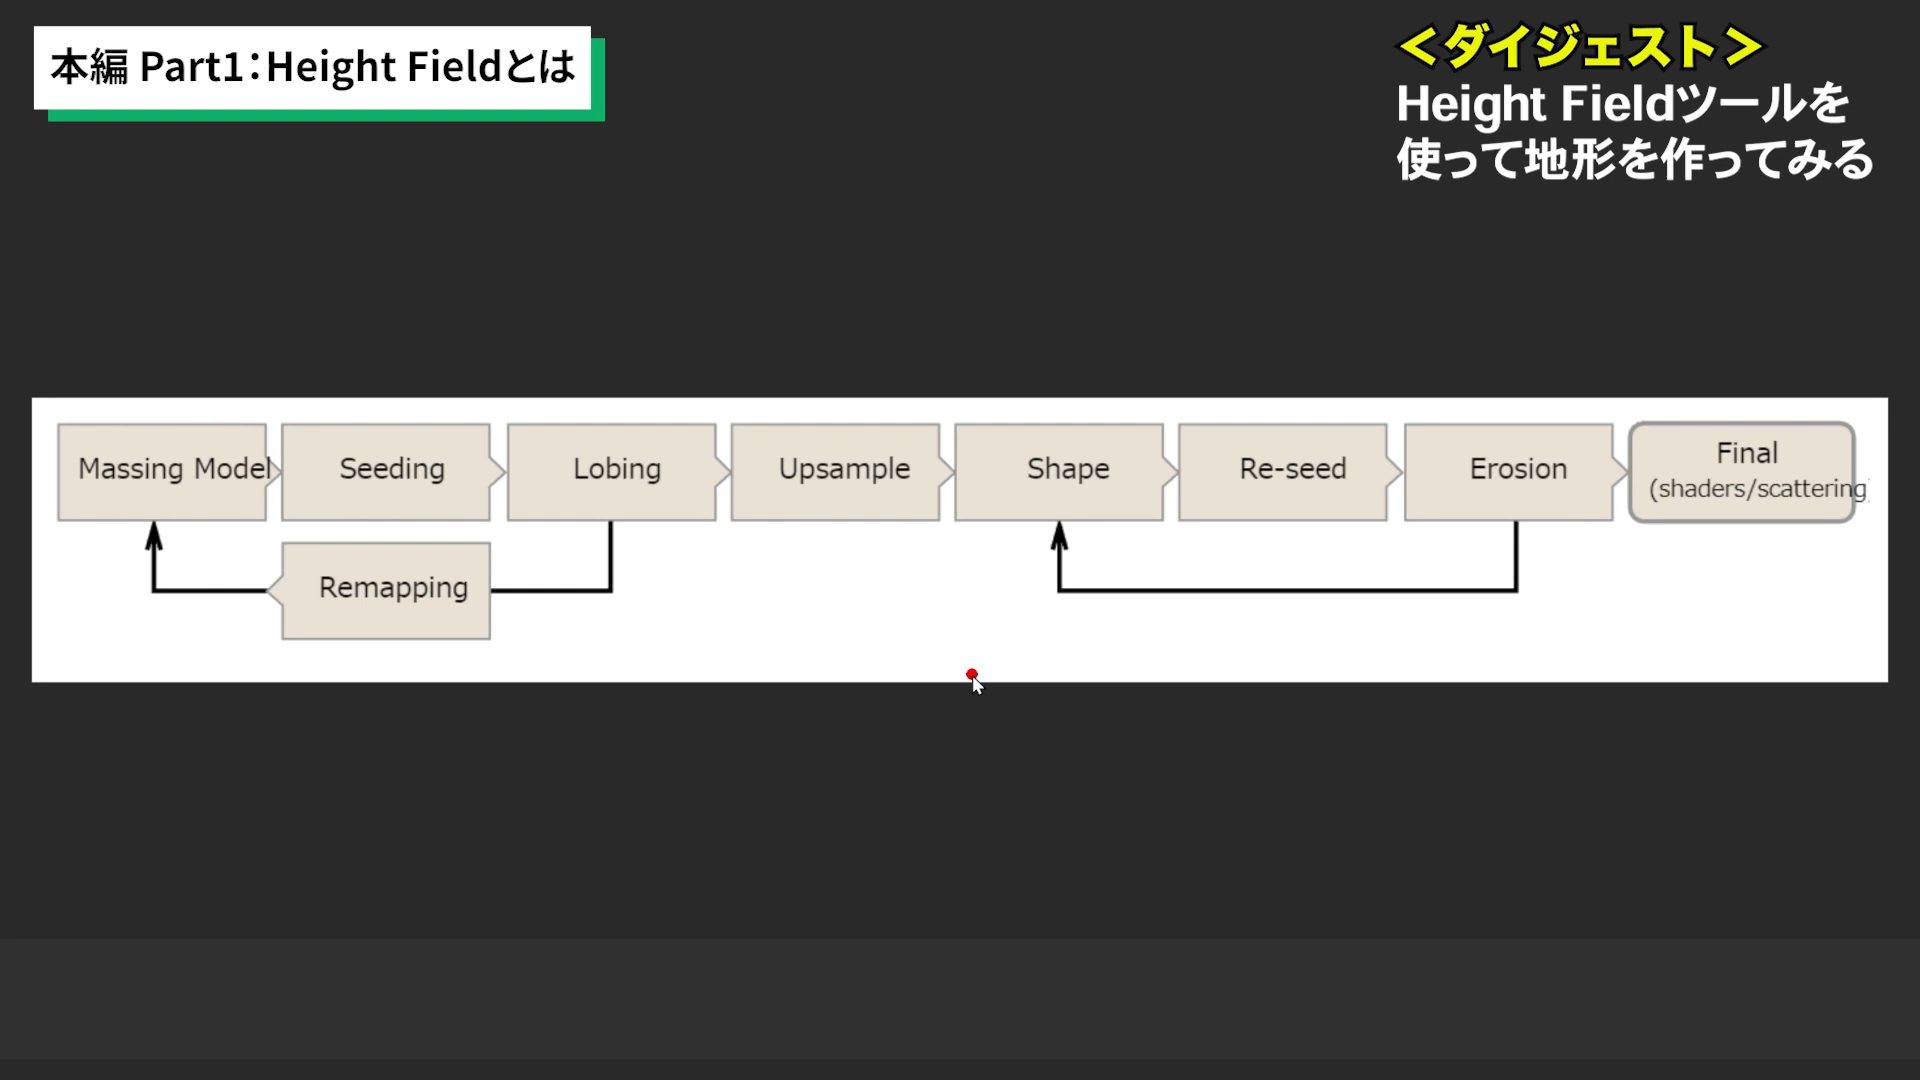 本編 Part1：Height Fieldとは
＜ダイジェスト＞
Height Fieldツールを
使って地形を作ってみる
Massing Model
Seeding
Lobing
Upsample
Shape
Re-seed
Erosion
Final
(shaders/scattering)
Remapping